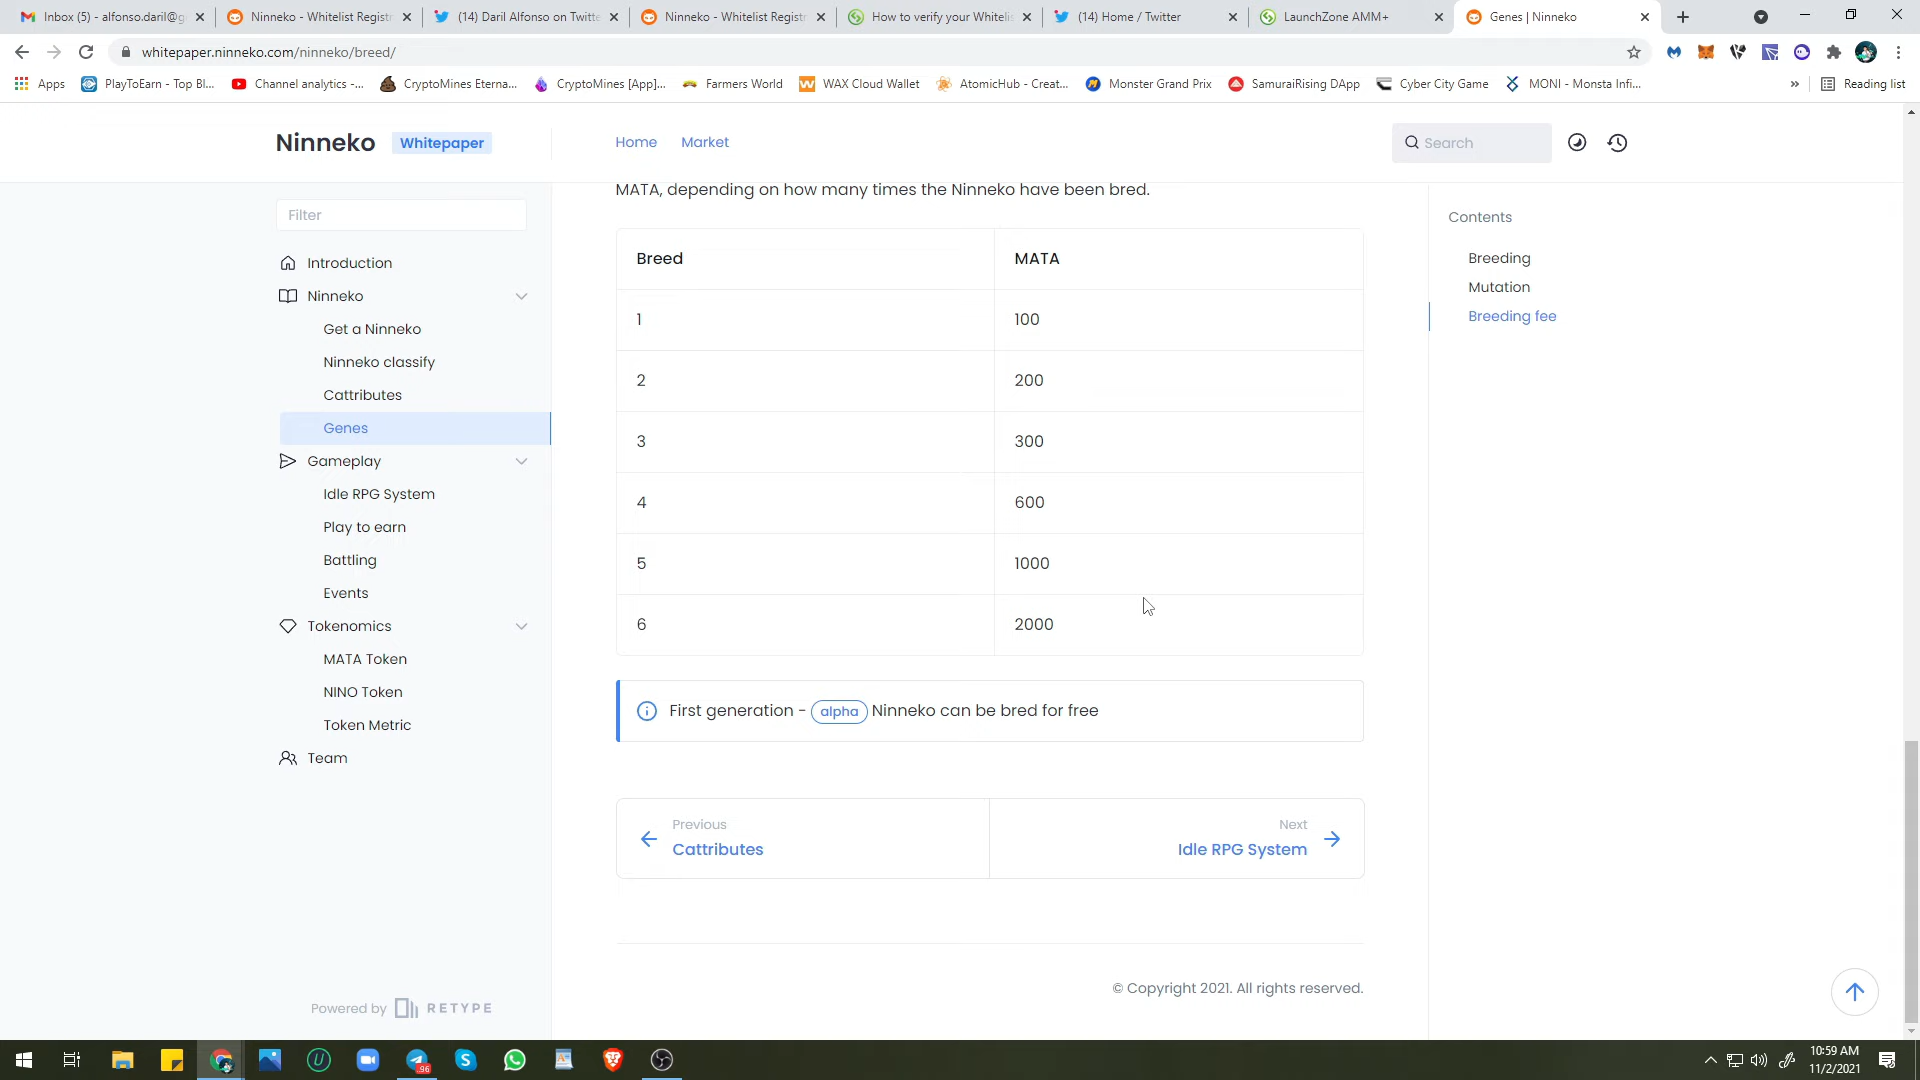 Inbox (5) - alfonso.daril@g
Ninneko - Whitelist Registr
(14) Daril Alfonso on Twitte
Ninneko - Whitelist Registr
How to verify your Whitelis
(14) Home / Twitter
LaunchZone AMM+
Genes | Ninneko
whitepaper.ninneko.com/ninneko/breed/
Apps
PlayToEarn - Top Bl...
Channel analytics -...
CryptoMines Eterna...
CryptoMines [App]...
Farmers World
WAX Cloud Wallet
AtomicHub - Creat...
Monster Grand Prix
SamuraiRising DApp
Cyber City Game
MONI - Monsta Infi...
»
Reading list
Ninneko Whitepaper
Home Market
Search
Filter
Introduction
Ninneko
Get a Ninneko
Ninneko classify
Cattributes
Genes
Gameplay
Idle RPG System
Play to earn
Battling
Events
Tokenomics
MATA Token
NINO Token
Token Metric
Team
Powered by RETYPE
MATA, depending on how many times the Ninneko have been bred.
Breed MATA
1 100
2 200
3 300
4 600
5 1000
6 2000
First generation - alpha Ninneko can be bred for free
Previous
Cattributes
Next
Idle RPG System
© Copyright 2021. All rights reserved.
Contents
Breeding
Mutation
Breeding fee
96
10:59 AM
11/2/2021